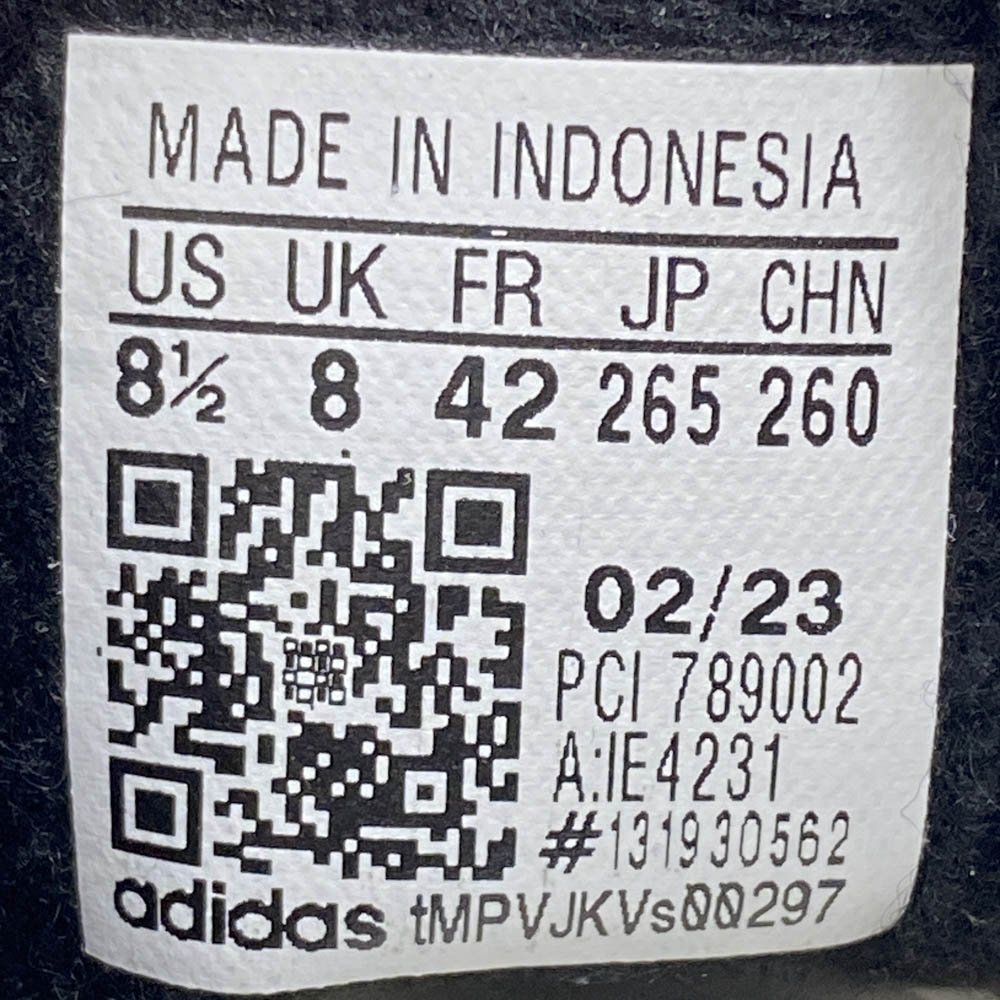 MADE IN INDONESIA
US UK FR JP CHN
8½ 8 42 265 260
02/23
PCI 789002
A:IE4231
#131930562
adidas tMPVJKVs00297